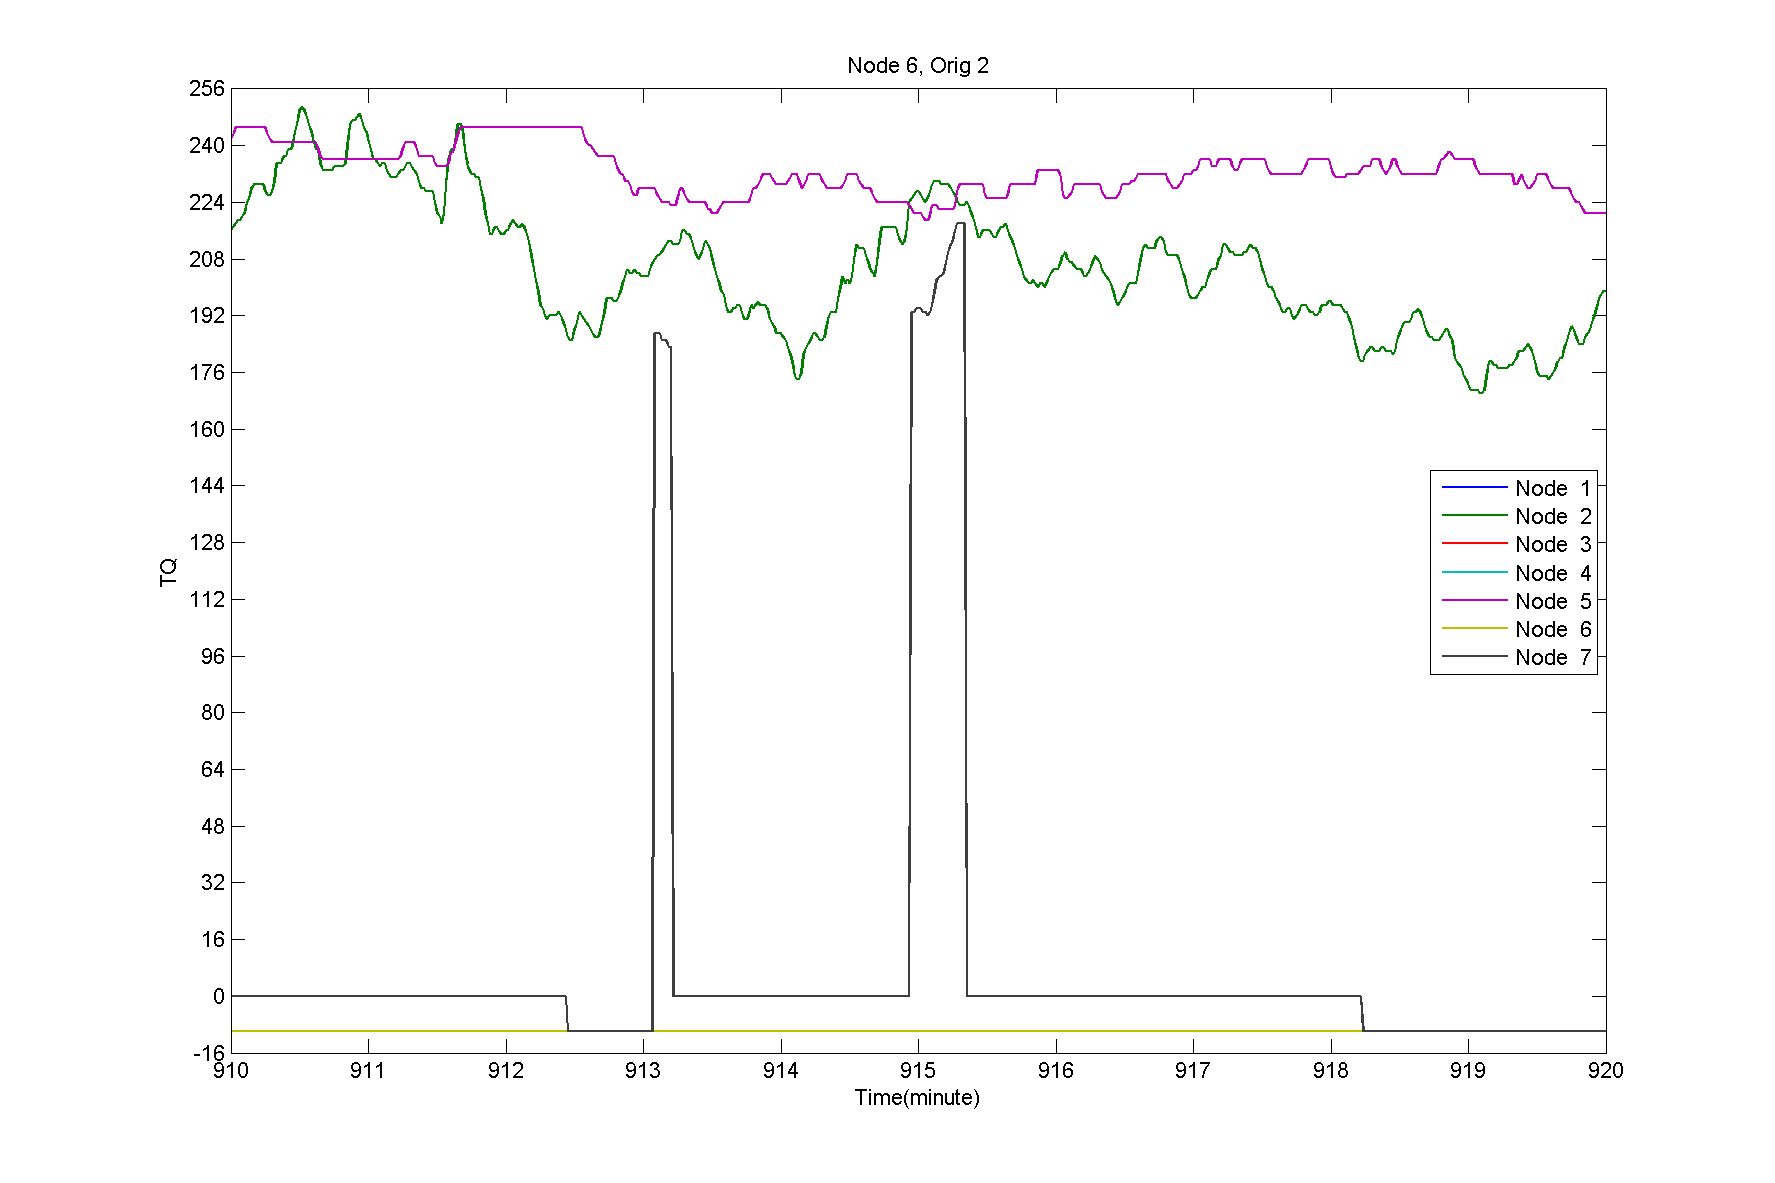 Node 6, Orig 2
256
240
224
208
192
176
160
144
128
112
96
80
64
48
32
16
0
-16
TQ
Node 1
Node 2
Node 3
Node 4
Node 5
Node 6
Node 7
910 911 912 913 914 915 916 917 918 919 920
Time(minute)